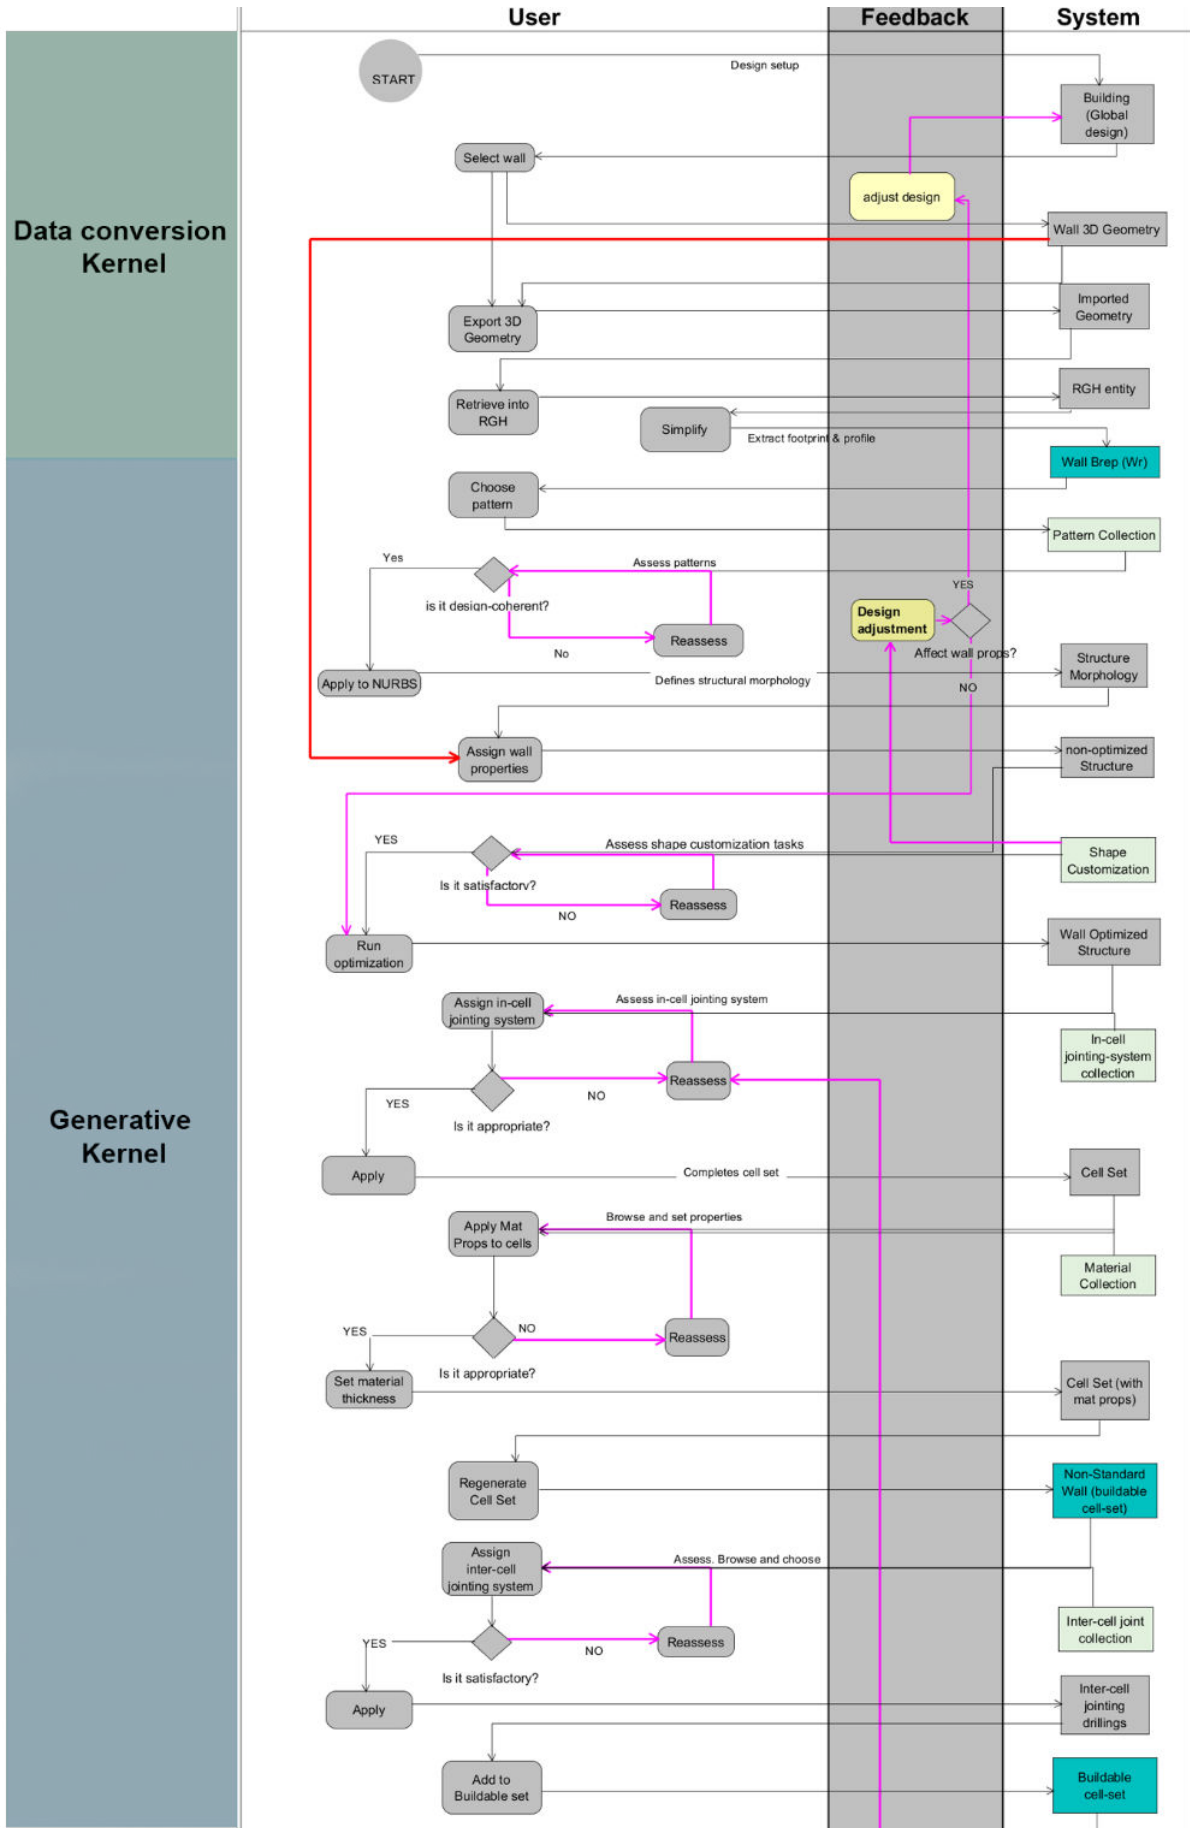 User
Feedback
System
START
Design setup
Building
(Global
design)
Select wall
adjust design
Data conversion
Kernel
Wall 3D Geometry
Export 3D
Geometry
Imported
Geometry
Retrieve into
RGH
RGH entity
Simplify
Extract footprint & profile
Wall Brep (Wr)
Choose
pattern
Pattern Collection
Yes
Assess patterns
is it design-coherent?
No
Reassess
YES
Design
adjustment
Affect wall props?
NO
Apply to NURBS
Defines structural morphology
Structure
Morphology
Assign wall
properties
non-optimized
Structure
YES
Assess shape customization tasks
Is it satisfactory?
NO
Reassess
Shape
Customization
Run
optimization
Wall Optimized
Structure
Assign in-cell
jointing system
Assess in-cell jointing system
In-cell
jointing-system
collection
Reassess
NO
YES
Is it appropriate?
Generative
Kernel
Apply
Completes cell set
Cell Set
Apply Mat
Props to cells
Browse and set properties
Material
Collection
YES
NO
Reassess
Is it appropriate?
Set material
thickness
Cell Set (with
mat props)
Regenerate
Cell Set
Non-Standard
Wall (buildable
cell-set)
Assign
inter-cell
jointing system
Assess. Browse and choose
Inter-cell joint
collection
YES
NO
Reassess
Is it satisfactory?
Apply
Inter-cell
jointing
drillings
Add to
Buildable set
Buildable
cell-set